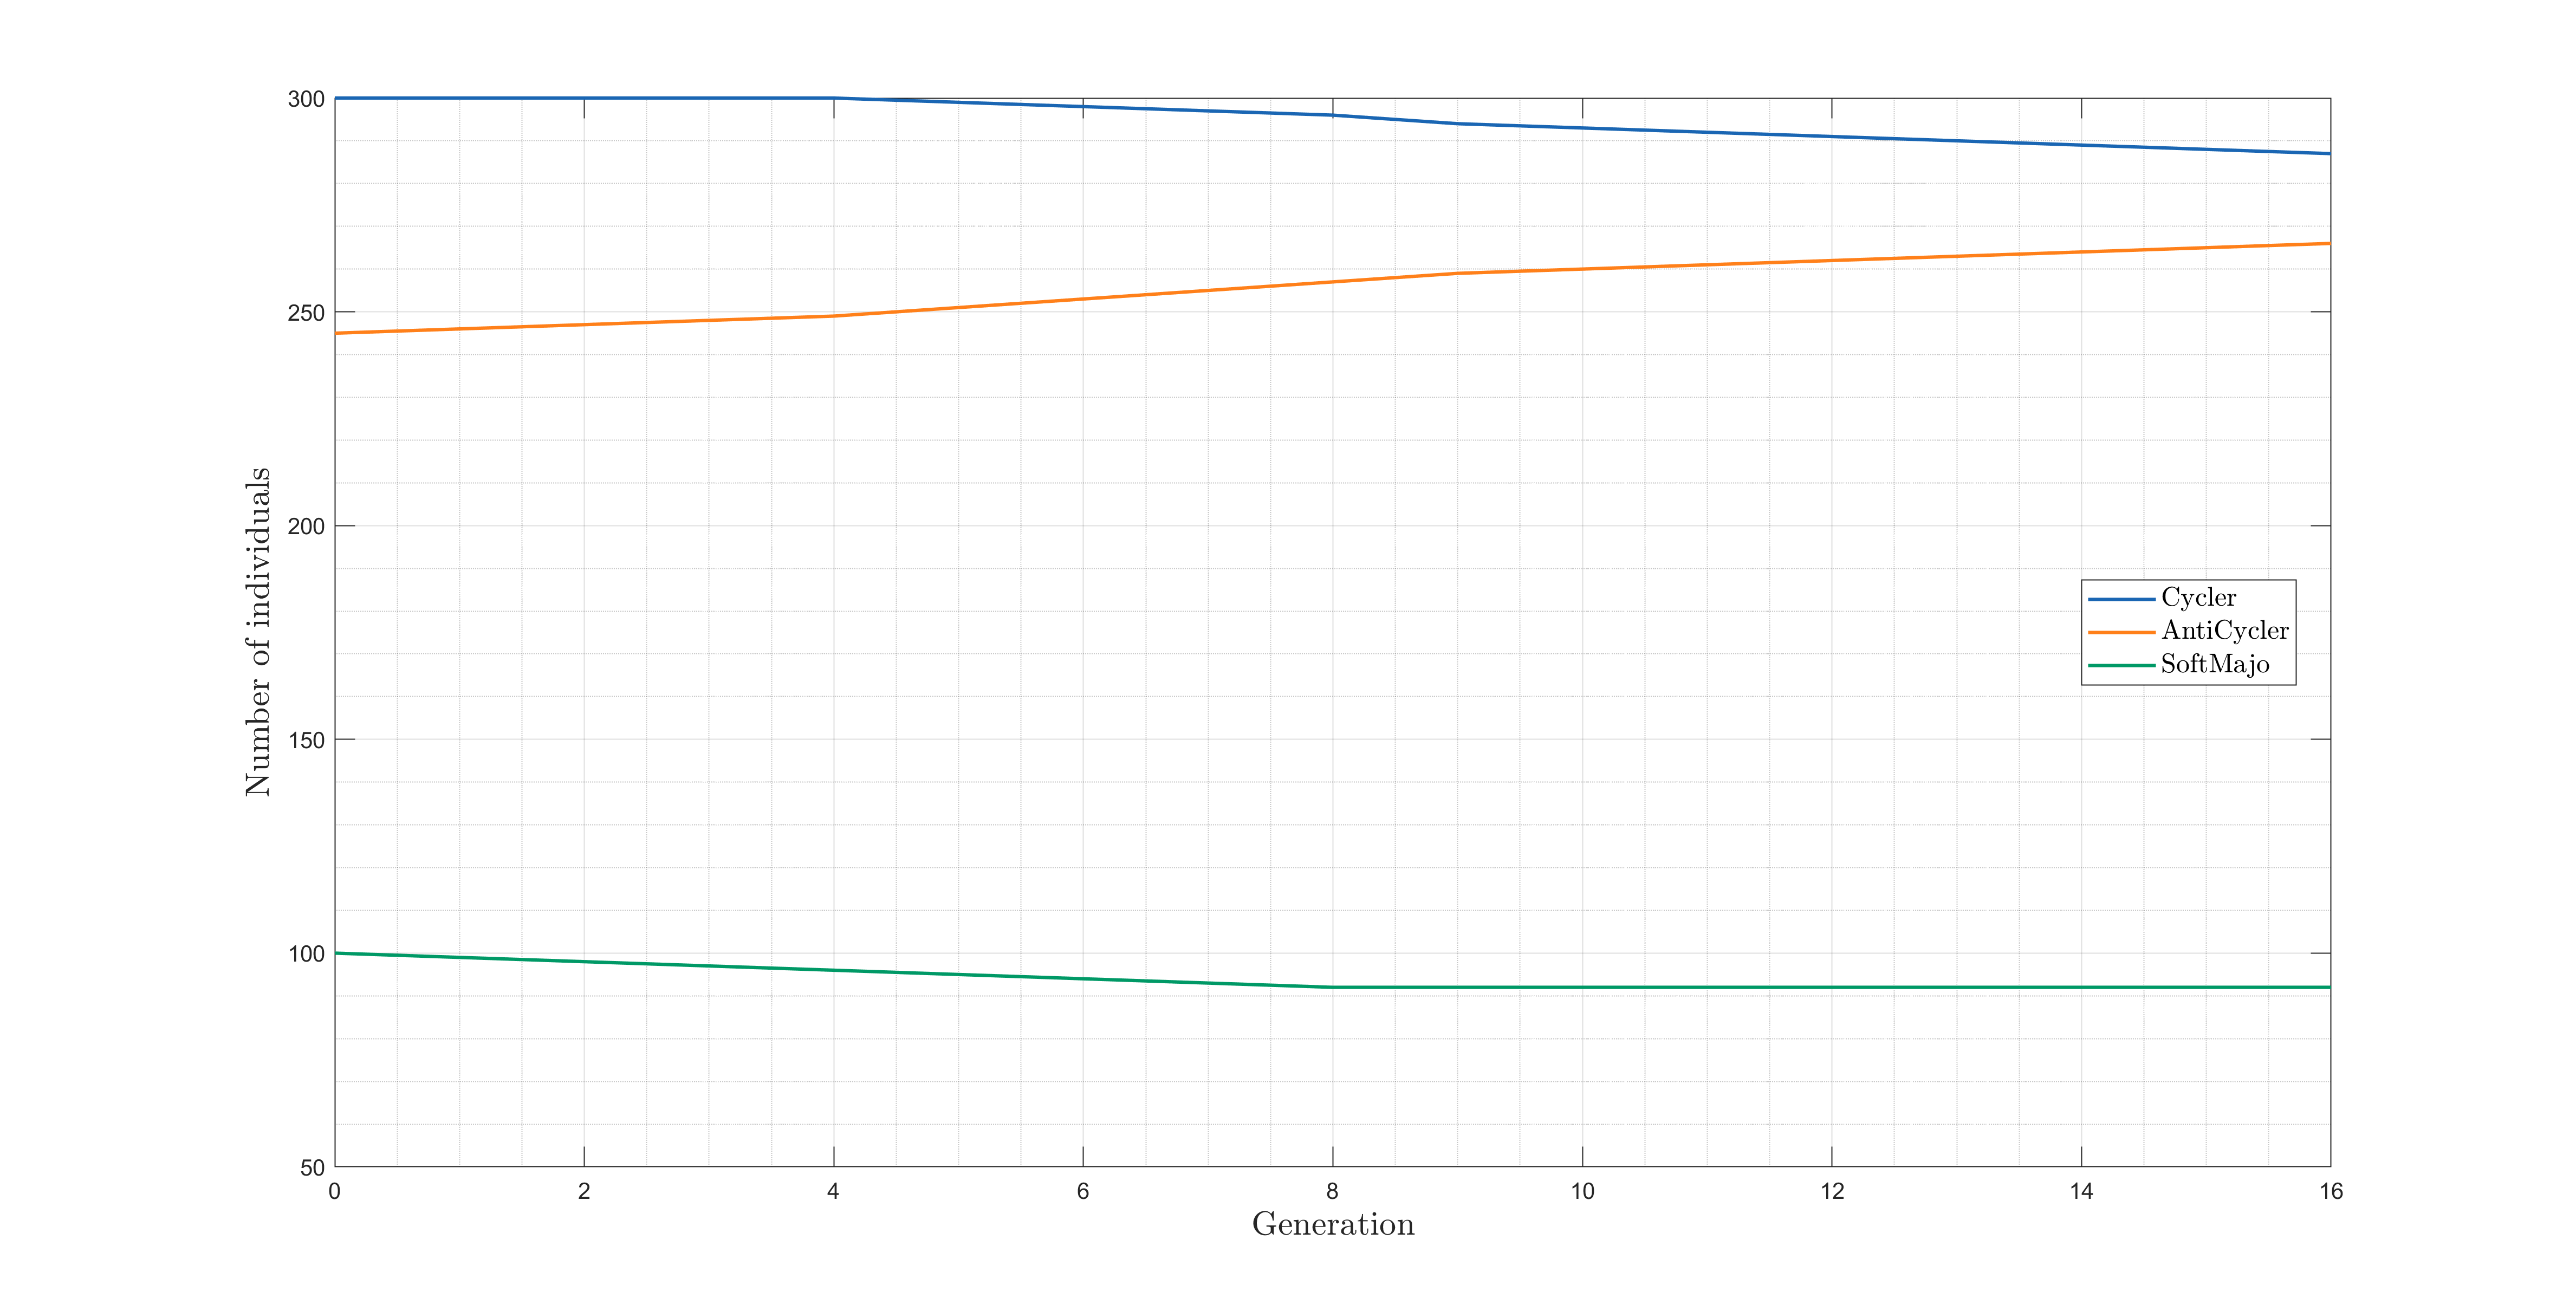 300
250
200
150
100
50
Number of individuals
Cycler
AntiCycler
SoftMajo
0 2 4 6 8 10 12 14 16
Generation